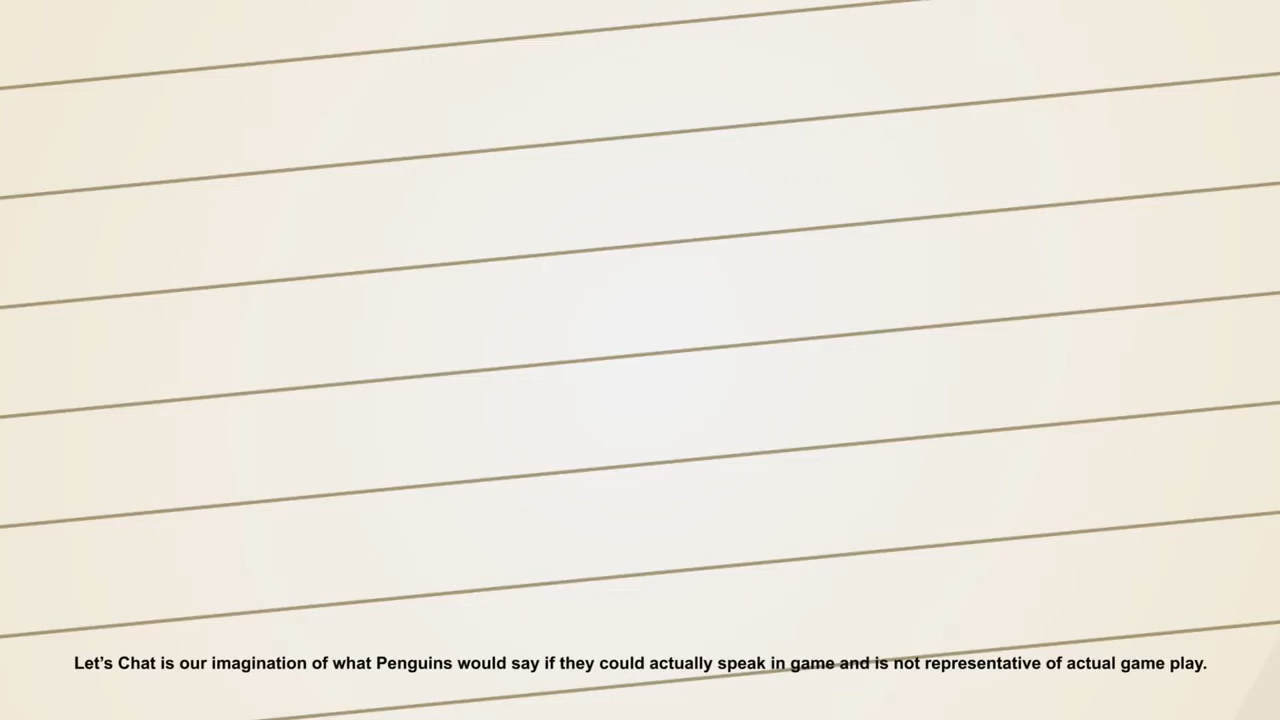 Let’s Chat is our imagination of what Penguins would say if they could actually speak in game and is not representative of actual game play.